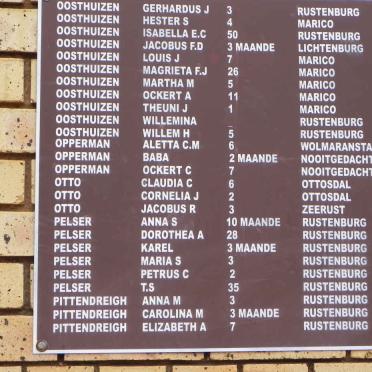 OOSTHUIZEN GERHARDUS J 3 RUSTENBURG
OOSTHUIZEN HESTER S 4 MARICO
OOSTHUIZEN ISABELLA E.C 50 RUSTENBURG
OOSTHUIZEN JACOBUS F.D 3 MAANDE LICHTENBURG
OOSTHUIZEN LOUIS J 7 MARICO
OOSTHUIZEN MAGRIETA F.J 26 MARICO
OOSTHUIZEN MARTHA M 5 MARICO
OOSTHUIZEN OCKERT A 11 MARICO
OOSTHUIZEN THEUNI J 1 MARICO
OOSTHUIZEN WILLEMINA _ RUSTENBURG
OOSTHUIZEN WILLEM H 5 RUSTENBURG
OPPERMAN ALETTA C.M 6 WOLMARANSTA
OPPERMAN BABA 2 MAANDE NOOITGEDACHT
OPPERMAN OCKERT C 7 NOOITGEDACHT
OTTO CLAUDIA C 6 OTTOSDAL
OTTO CORNELIA J 2 OTTOSDAL
OTTO JACOBUS R 3 ZEERUST
PELSER ANNA S 10 MAANDE RUSTENBURG
PELSER DOROTHEA A 28 RUSTENBURG
PELSER KAREL 3 MAANDE RUSTENBURG
PELSER MARIA S 3 RUSTENBURG
PELSER PETRUS C 2 RUSTENBURG
PELSER T.S 35 RUSTENBURG
PITTENDREIGH ANNA M 3 RUSTENBURG
PITTENDREIGH CAROLINA M 3 MAANDE RUSTENBURG
PITTENDREIGH ELIZABETH A 7 RUSTENBURG